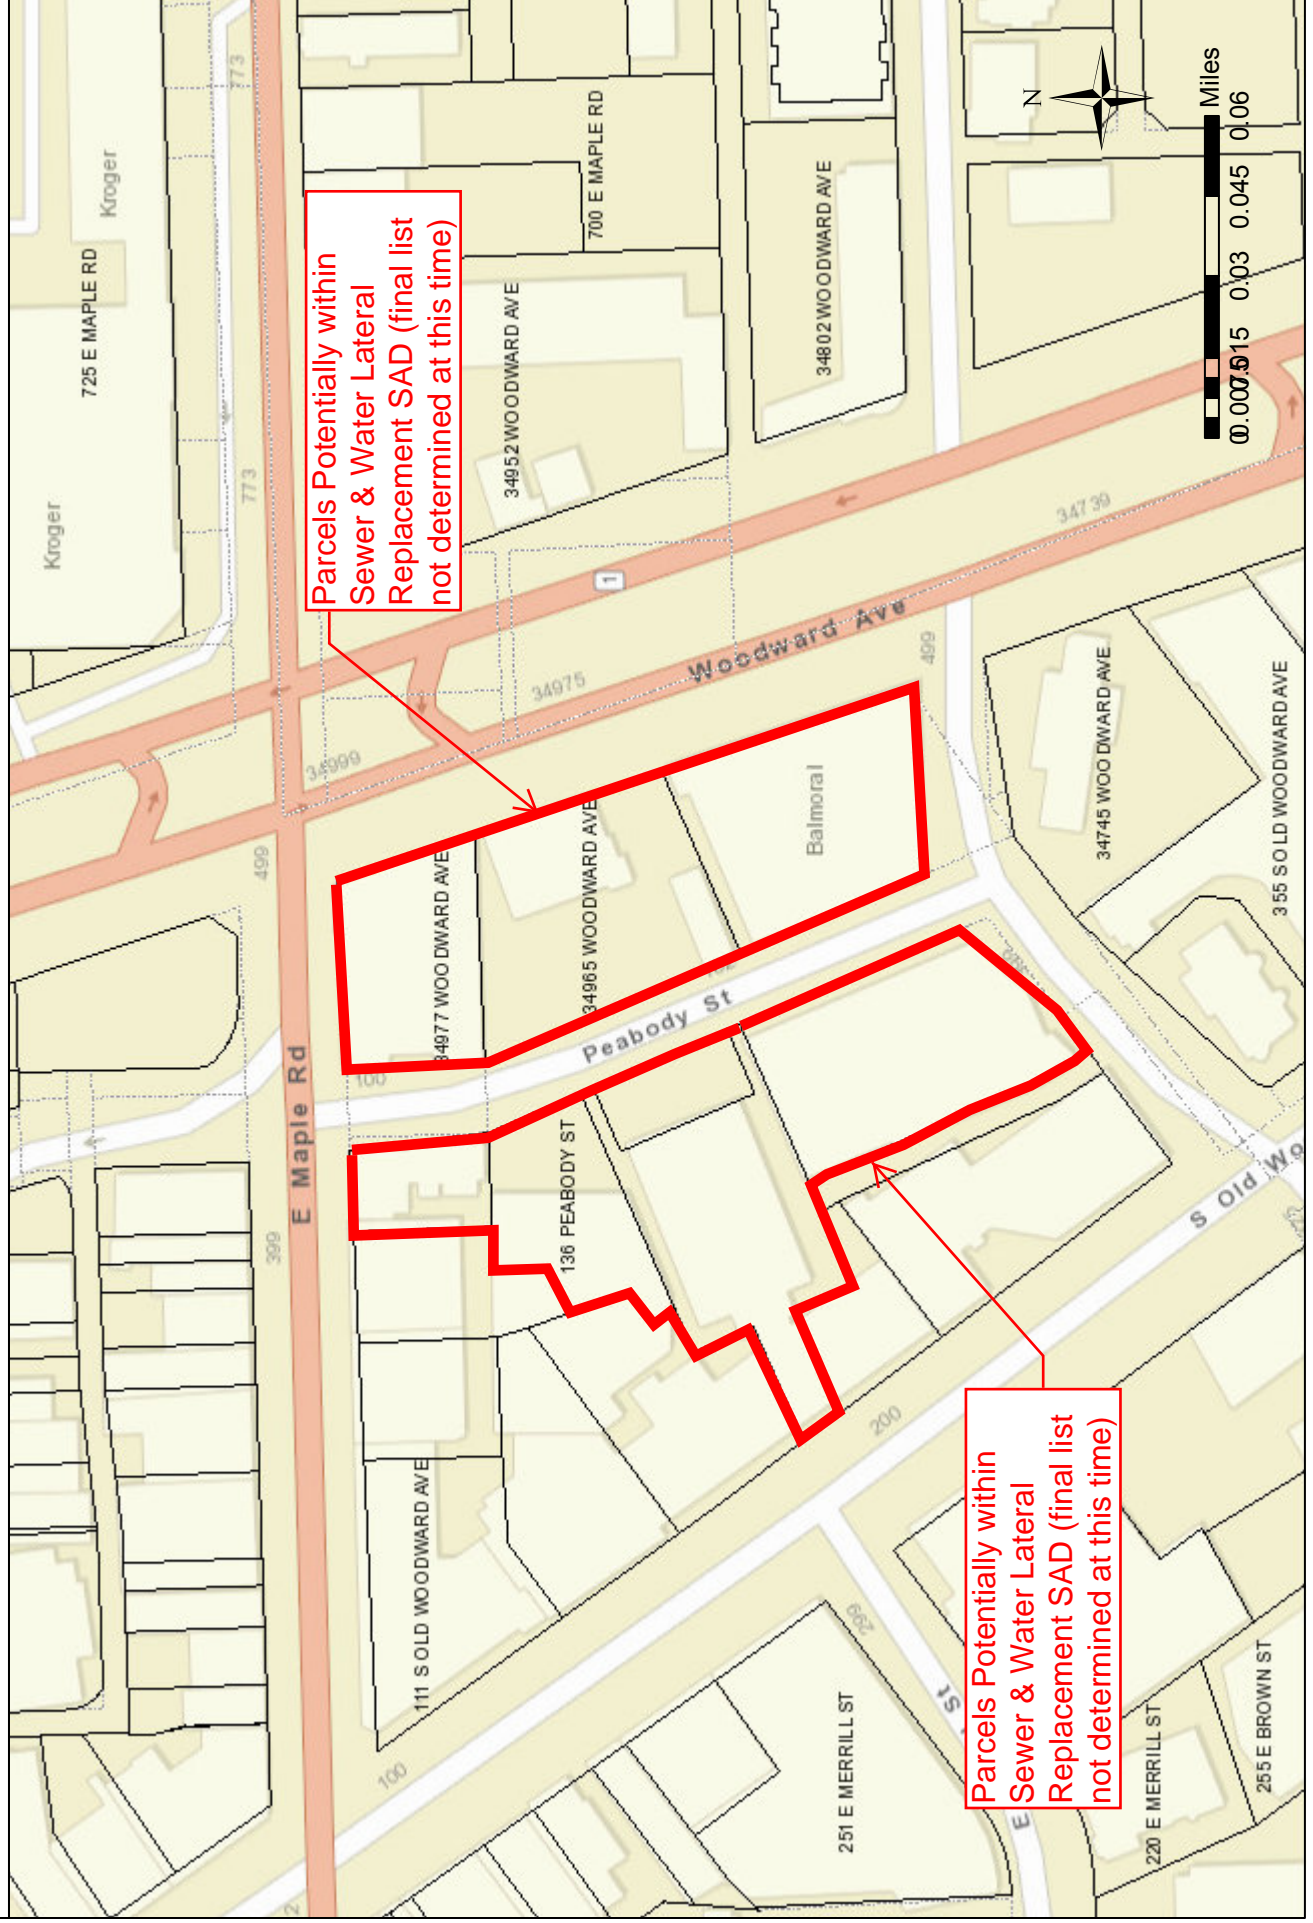 Kroger
725 E MAPLE RD
Kroger
773
773
700 E MAPLE RD
N
Miles
0.06
0.045
0.03
Parcels Potentially within
Sewer & Water Lateral
Replacement SAD (final list
not determined at this time)
34952 WOODWARD AVE
34802 WOODWARD AVE
1
34739
Woodward Ave
34975
34999
499
499
E Maple Rd
399
34977 WOODWARD AVE
34965 WOODWARD AVE
Balmoral
34745 WOODWARD AVE
355 S OLD WOODWARD AVE
100
Peabody St
136 PEABODY ST
S Old Wo
200
111 S OLD WOODWARD AVE
100
299
251 E MERRILL ST
St
E
220 E MERRILL ST
255 E BROWN ST
2
Parcels Potentially within
Sewer & Water Lateral
Replacement SAD (final list
not determined at this time)